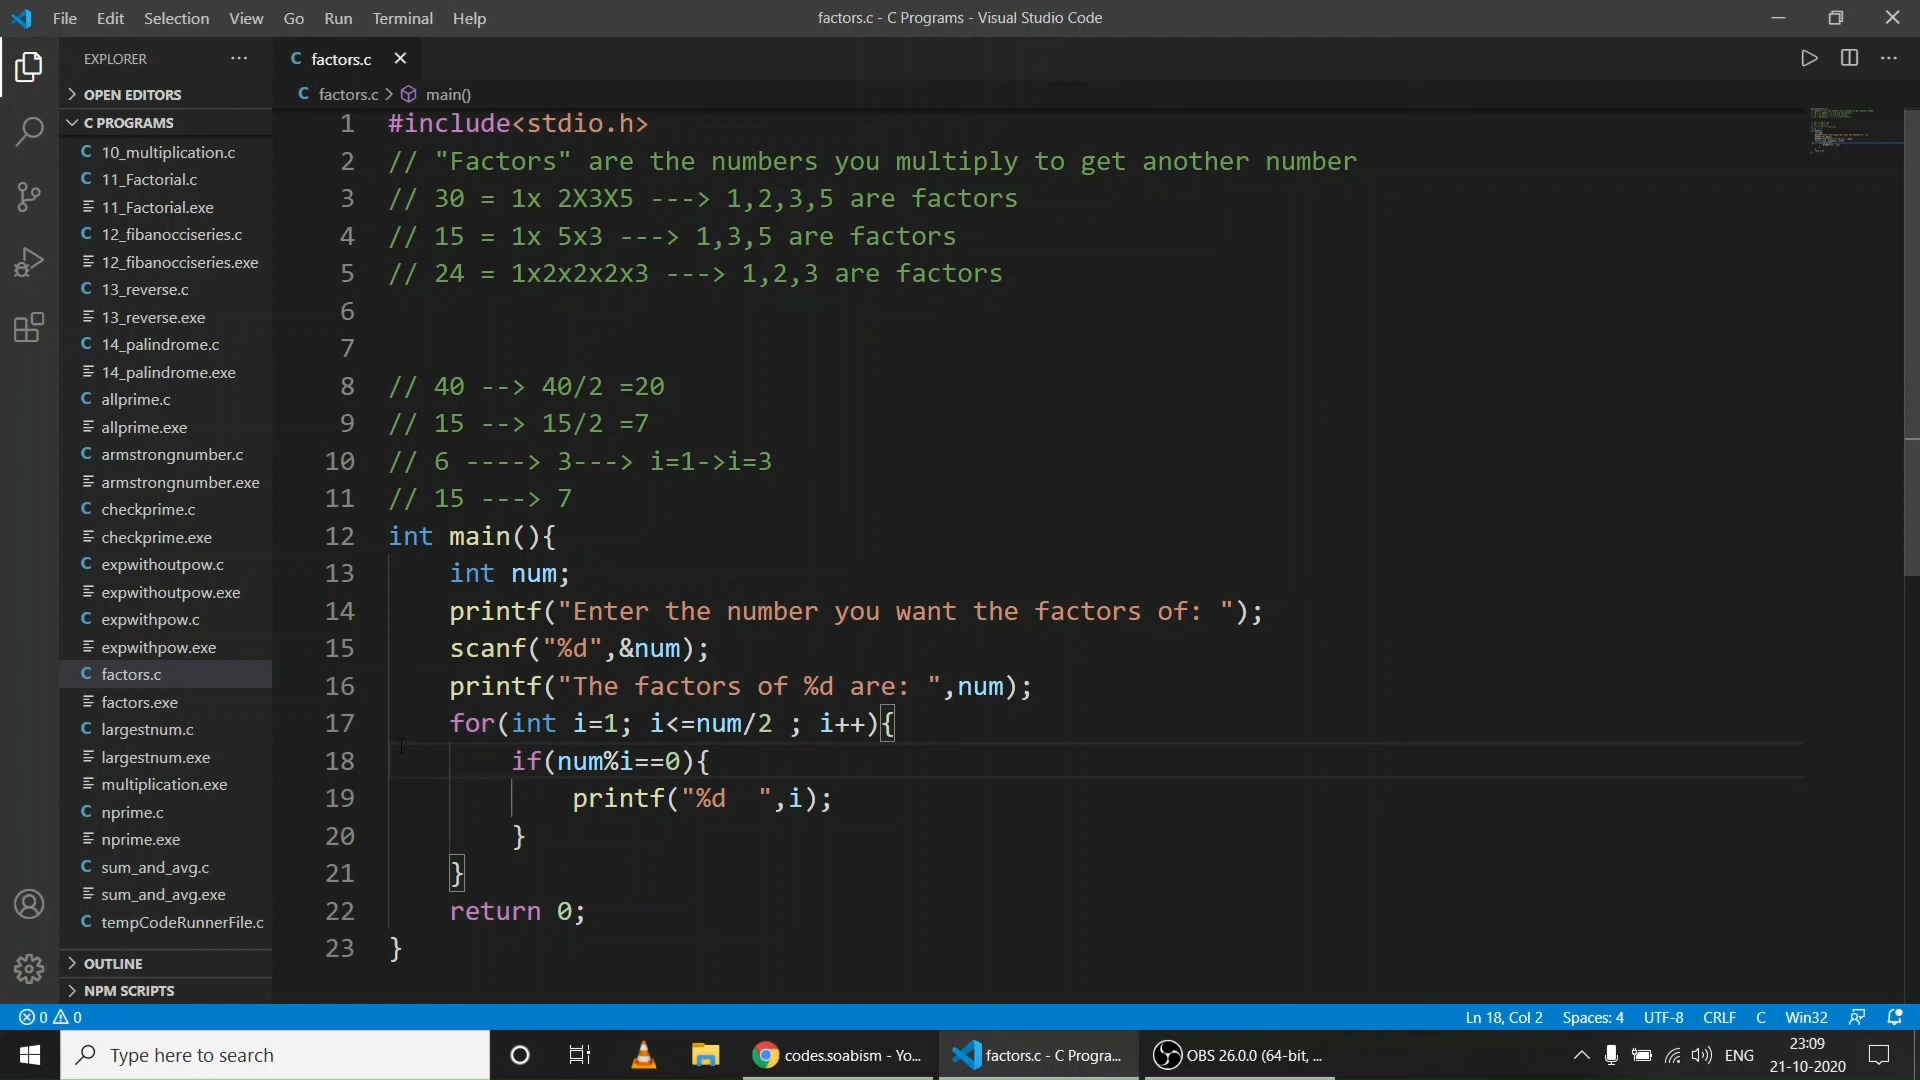 File Edit Selection View Go Run Terminal Help
factors.c - C Programs - Visual Studio Code
EXPLORER
OPEN EDITORS
C PROGRAMS
C 10_multiplication.c
C 11_Factorial.c
11_Factorial.exe
C 12_fibanocciseries.c
12_fibanocciseries.exe
C 13_reverse.c
13_reverse.exe
C 14_palindrome.c
14_palindrome.exe
C allprime.c
allprime.exe
C armstrongnumber.c
armstrongnumber.exe
C checkprime.c
checkprime.exe
C expwithoutpow.c
expwithoutpow.exe
C expwithpow.c
expwithpow.exe
C factors.c
factors.exe
C largestnum.c
largestnum.exe
multiplication.exe
C nprime.c
nprime.exe
C sum_and_avg.c
sum_and_avg.exe
C tempCodeRunnerFile.c
OUTLINE
NPM SCRIPTS
C factors.c
C factors.c > main()
1 #include<stdio.h>
2 // "Factors" are the numbers you multiply to get another number
3 // 30 = 1x 2X3X5 ---> 1,2,3,5 are factors
4 // 15 = 1x 5x3 ---> 1,3,5 are factors
5 // 24 = 1x2x2x2x3 ---> 1,2,3 are factors
6
7
8 // 40 --> 40/2 =20
9 // 15 --> 15/2 =7
10 // 6 ----> 3---> i=1->i=3
11 // 15 ---> 7
12 int main(){
13 int num;
14 printf("Enter the number you want the factors of: ");
15 scanf("%d",&num);
16 printf("The factors of %d are: ",num);
17 for(int i=1; i<=num/2 ; i++){
18 if(num%i==0){
19 printf("%d  ",i);
20 }
21 }
22 return 0;
23 }
0 0
Ln 18, Col 2 Spaces: 4 UTF-8 CRLF C Win32
Type here to search
codes.soabism - Yo...
factors.c - C Progra...
OBS 26.0.0 (64-bit, ...
ENG
23:09
21-10-2020